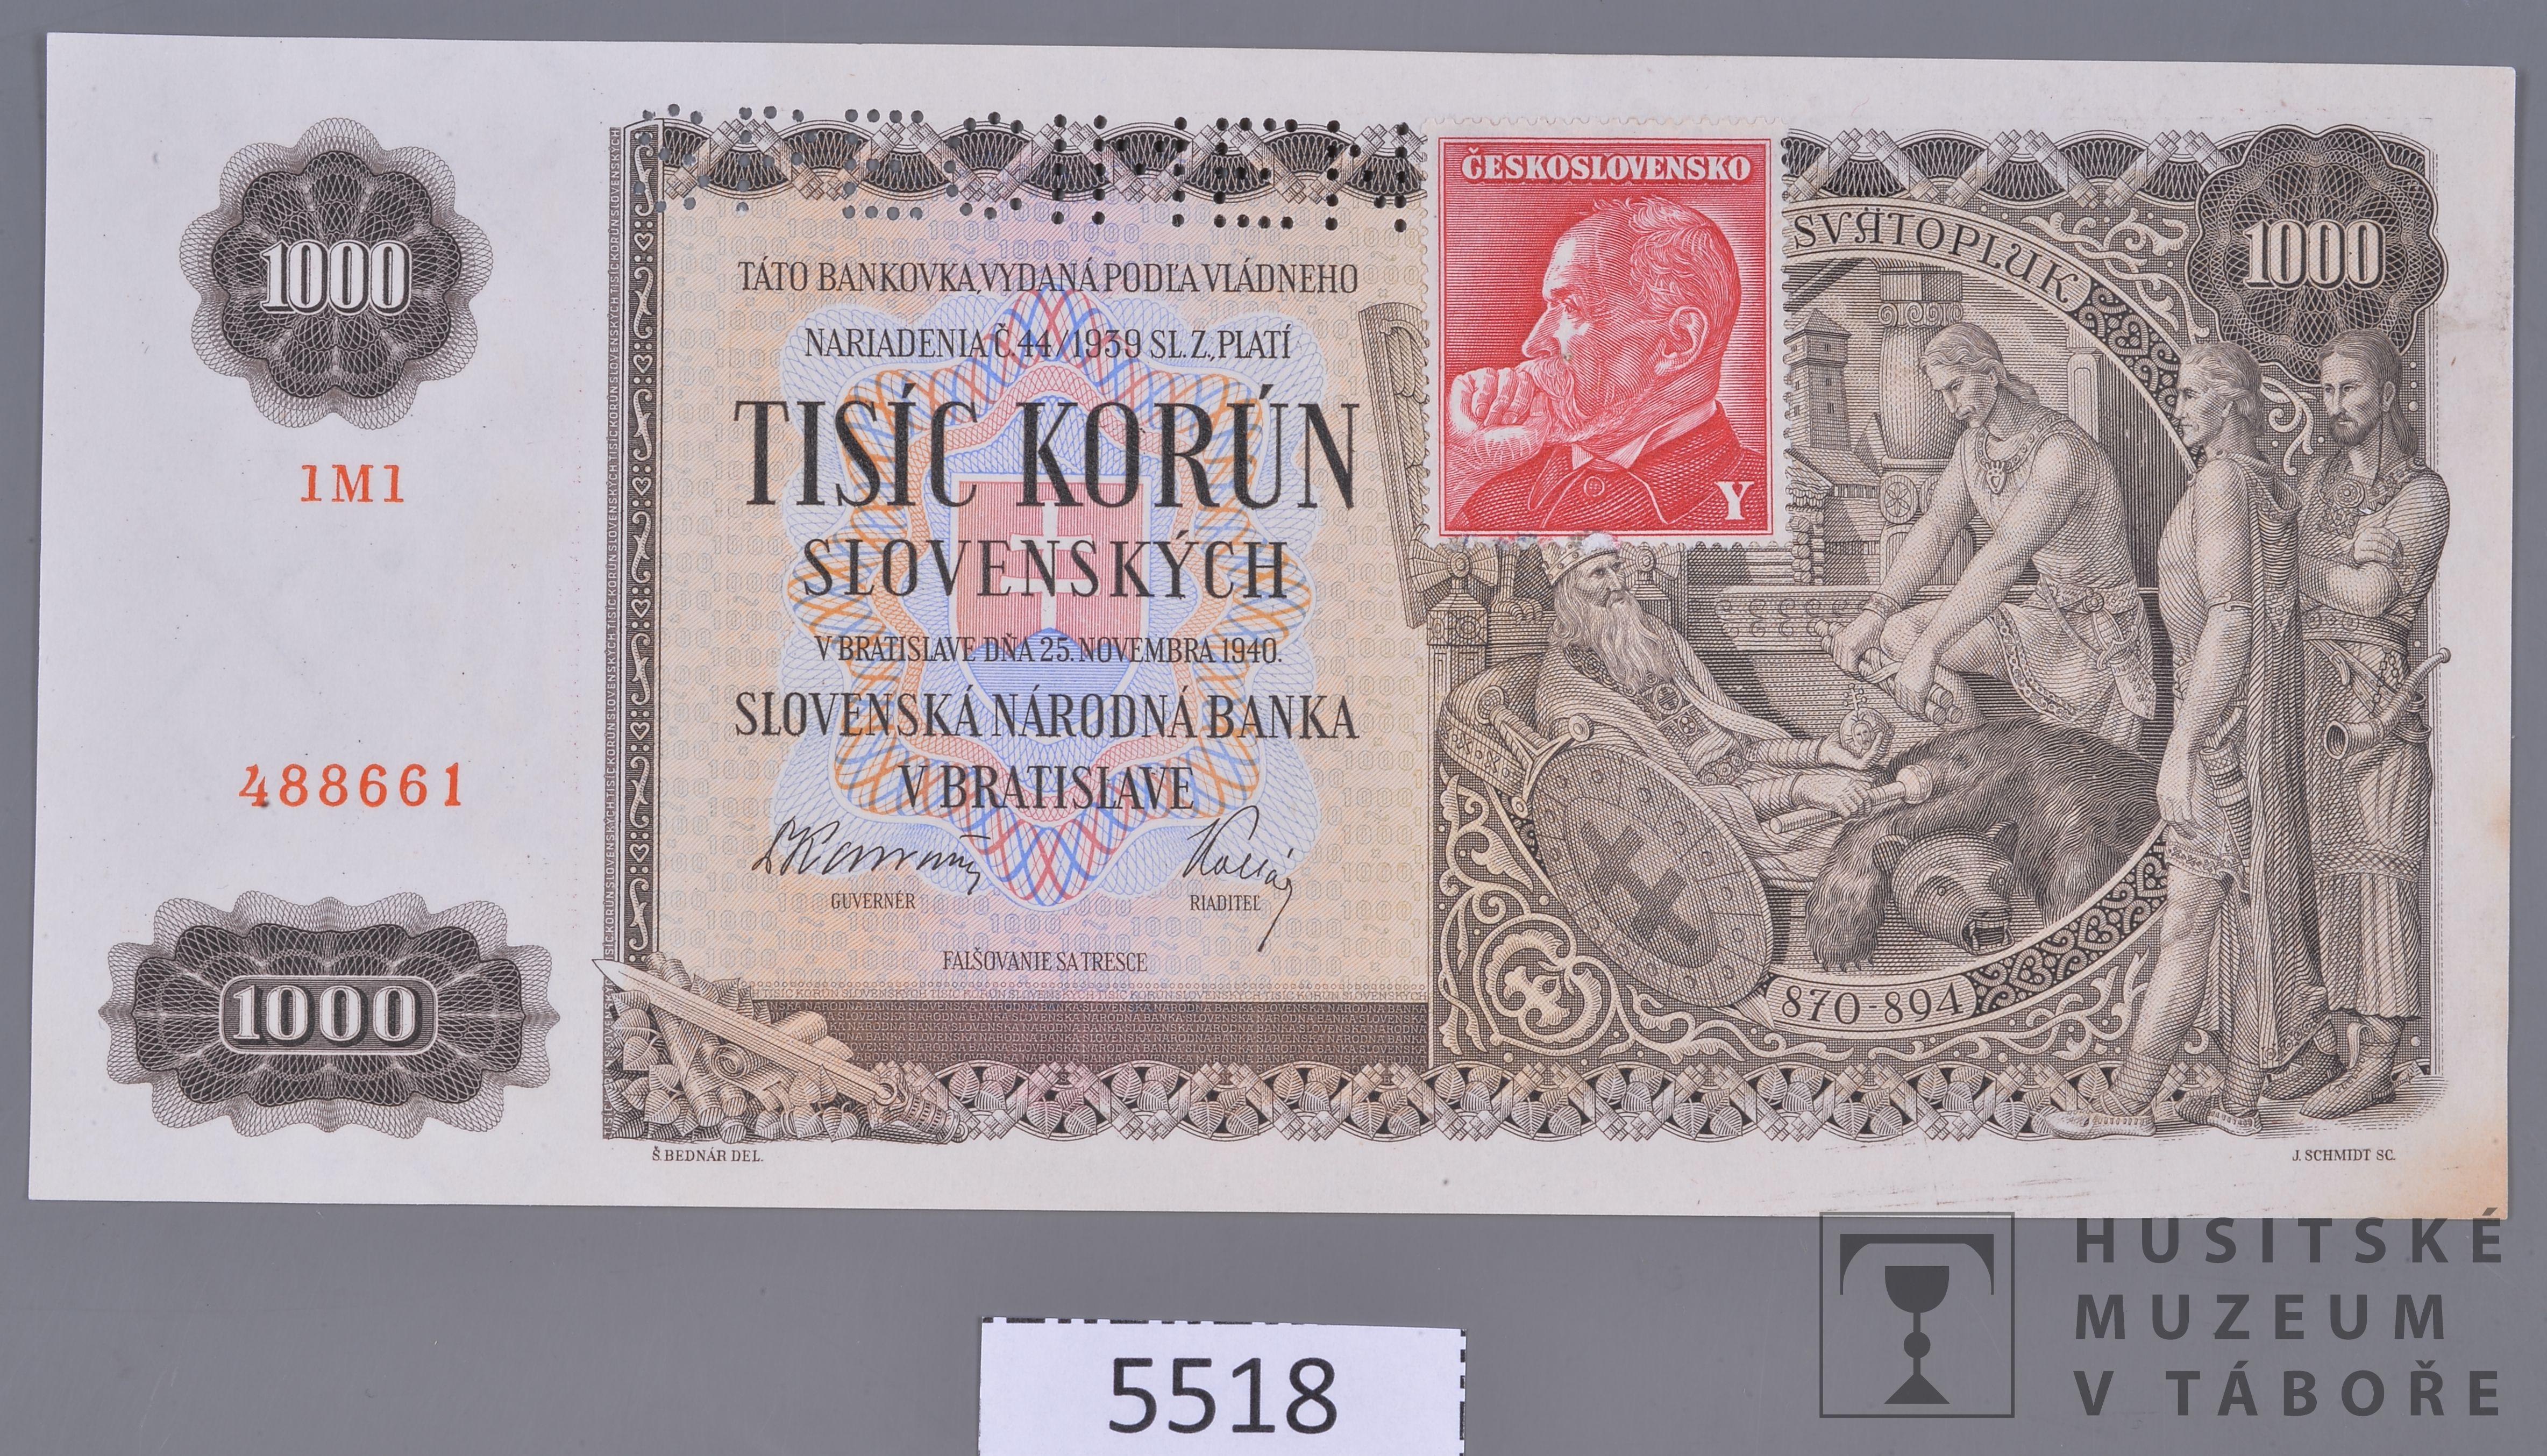 1000
1M1
488661
1000
SPECIMEN
TÁTO BANKOVKA, VYDANÁ PODĽA VLÁDNEHO
NARIADENIA Č. 44/1939 SL. Z., PLATÍ
TISÍC KORÚN
SLOVENSKÝCH
V BRATISLAVE DŇA 25. NOVEMBRA 1940.
SLOVENSKÁ NÁRODNÁ BANKA
V BRATISLAVE
GUVERNÉR
RIADITEĽ
FALŠOVANIE SA TRESCE
ČESKOSLOVENSKO
Y
SVÄTOPLUK
1000
870-894
Š. BEDNÁR DEL.
J. SCHMIDT SC.
5518
HUSITSKÉ
MUZEUM
V TÁBOŘE